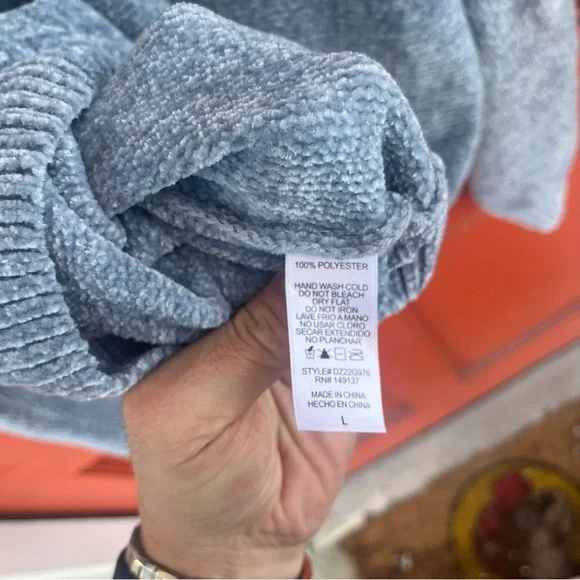 100% POLYESTER
HAND WASH COLD
DO NOT BLEACH
DRY FLAT
DO NOT IRON
LAVE FRIO A MANO
NO USAR CLORO
SECAR EXTENDIDO
NO PLANCHAR
STYLE# DZ22G976
RN# 149137
MADE IN CHINA
HECHO EN CHINA
L